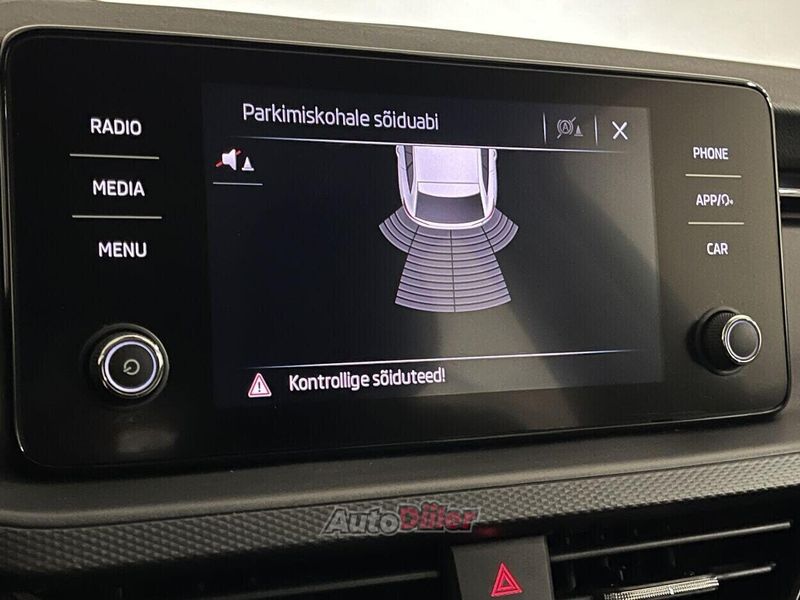 Parkimiskohale sõiduabi
RADIO
MEDIA
MENU
PHONE
APP/
CAR
Kontrollige sõiduteed!
AutoDiiler